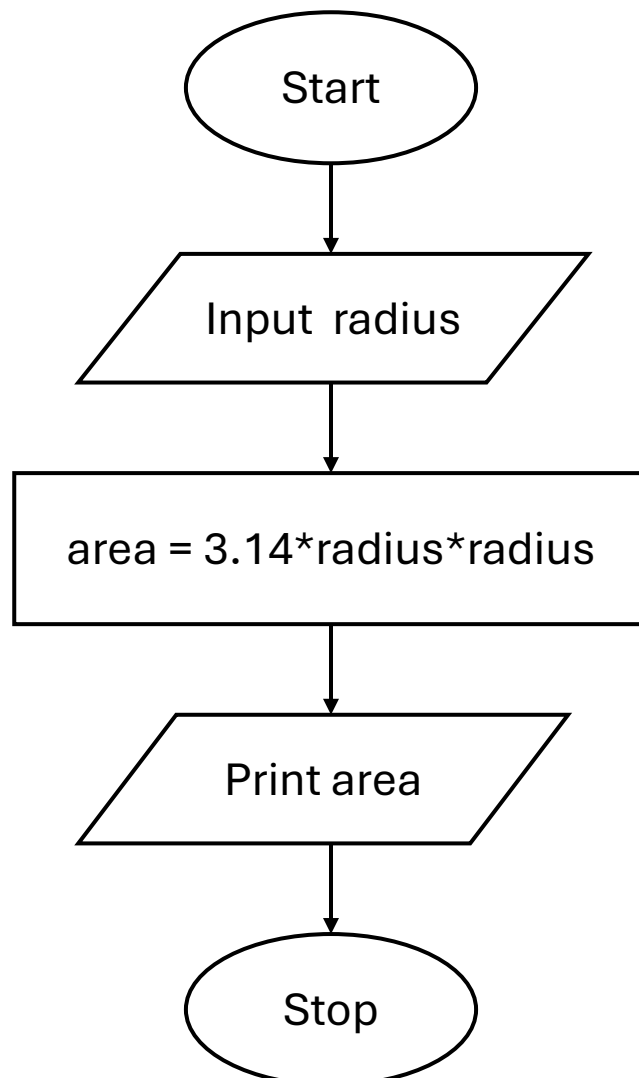 Start
Input radius
area = 3.14*radius*radius
Print area
Stop